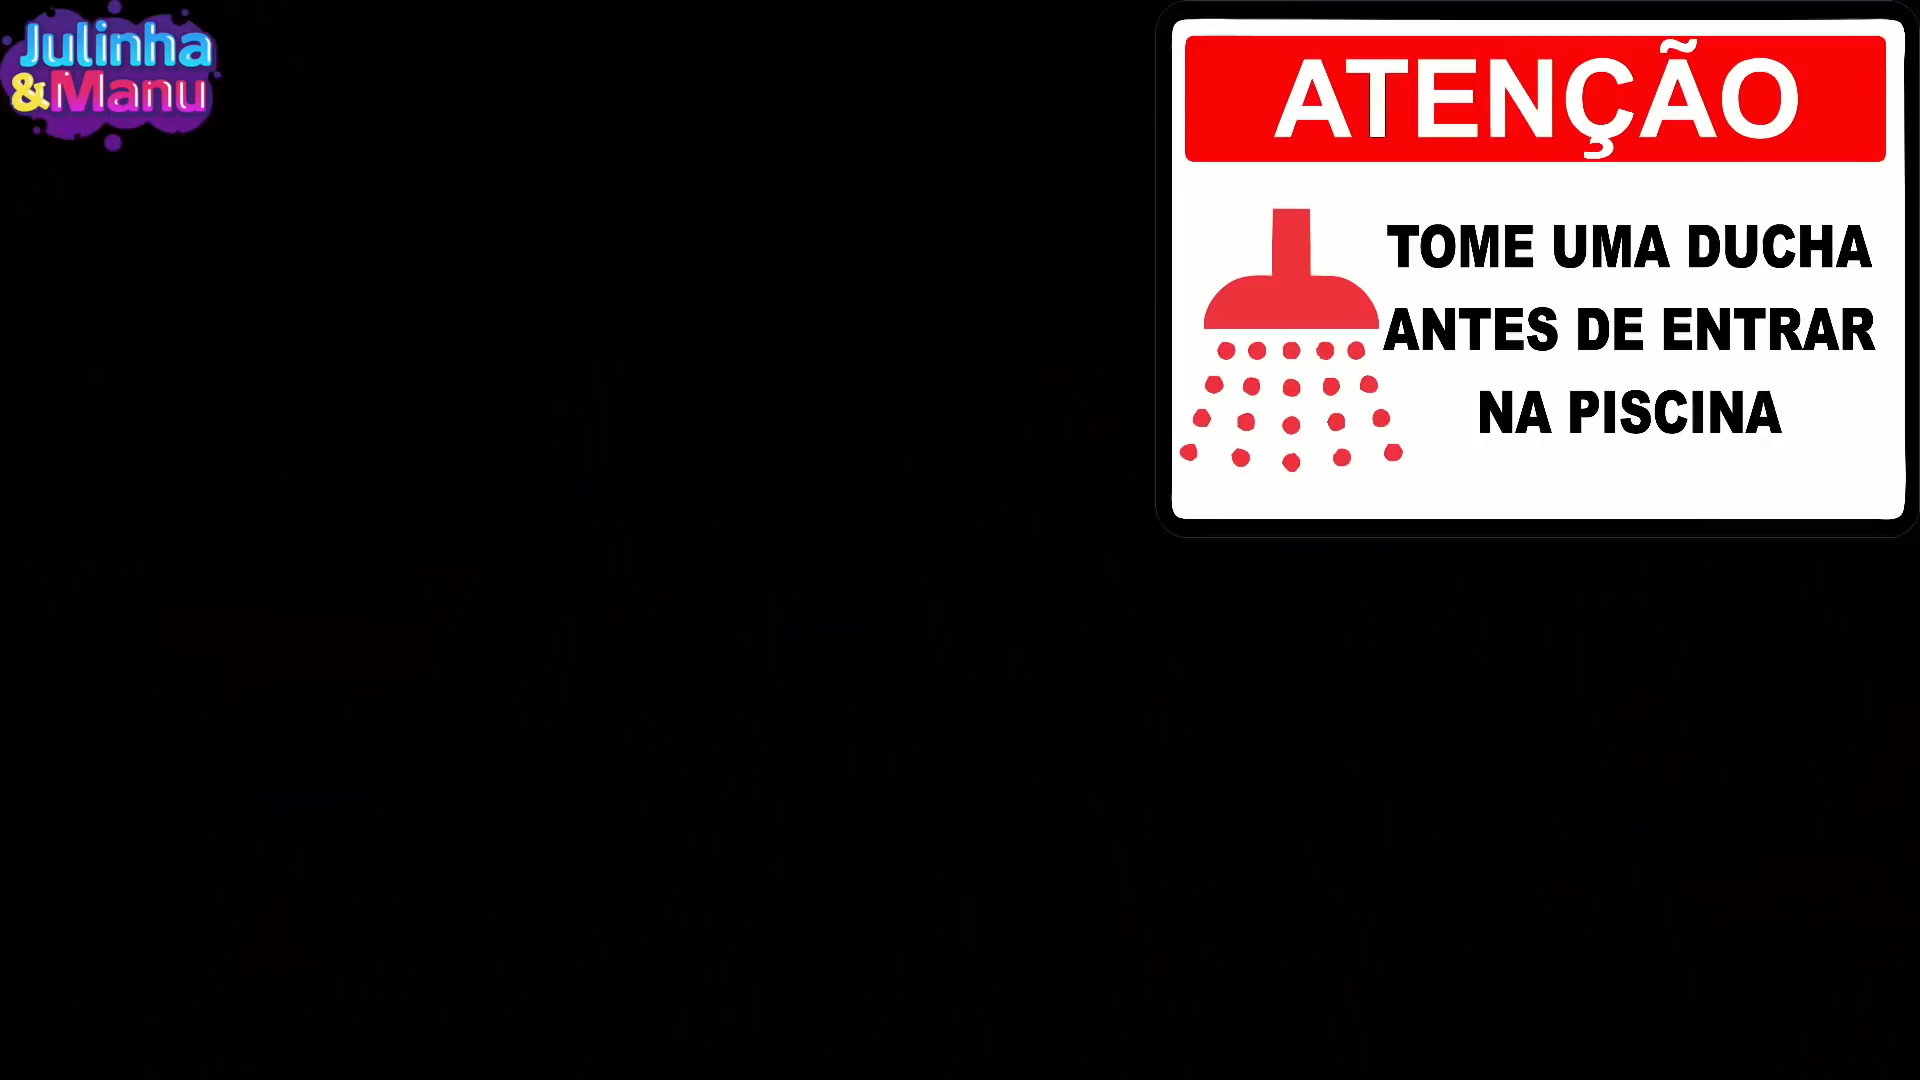 Julinha
&Manu
ATENÇÃO
TOME UMA DUCHA
ANTES DE ENTRAR
NA PISCINA